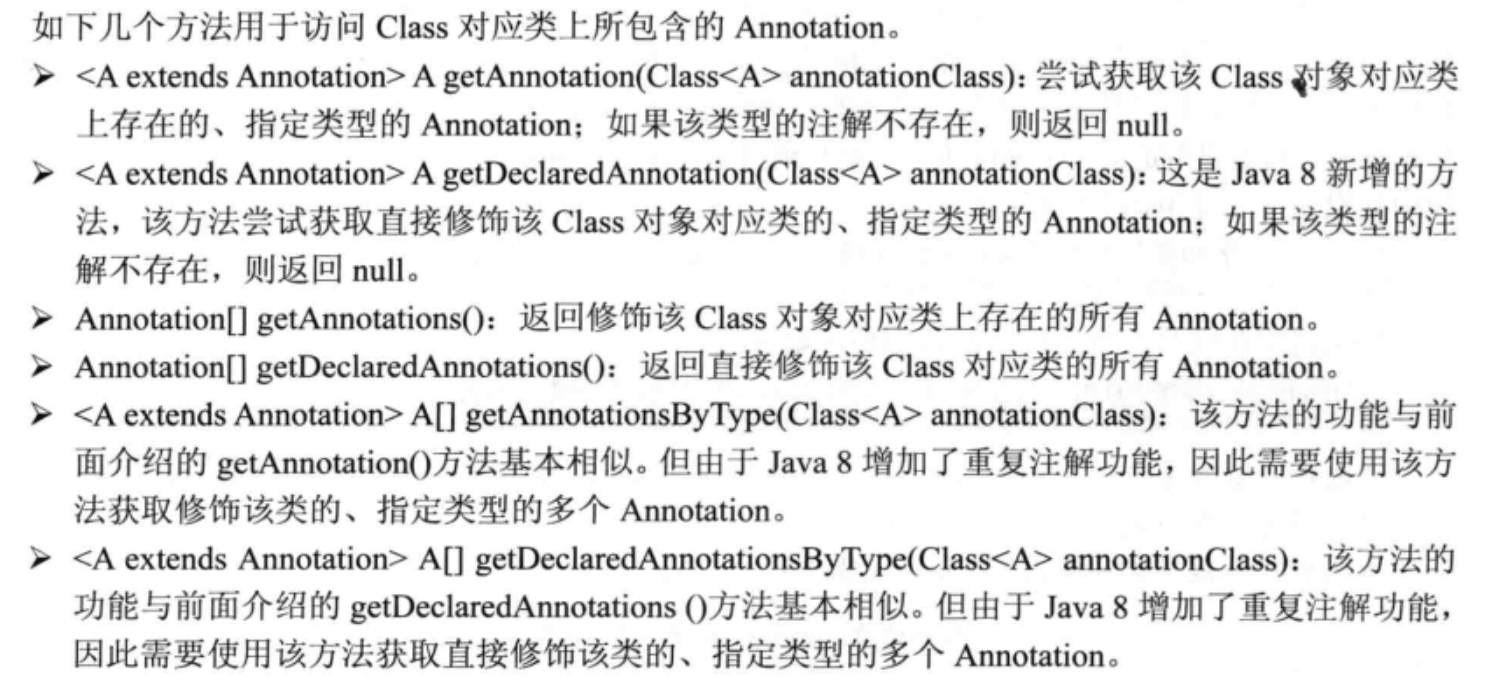 如下几个方法用于访问 Class 对应类上所包含的 Annotation。
➤ <A extends Annotation> A getAnnotation(Class<A> annotationClass)：尝试获取该 Class 对象对应类
上存在的、指定类型的 Annotation；如果该类型的注解不存在，则返回 null。
➤ <A extends Annotation> A getDeclaredAnnotation(Class<A> annotationClass)：这是 Java 8 新增的方
法，该方法尝试获取直接修饰该 Class 对象对应类的、指定类型的 Annotation；如果该类型的注
解不存在，则返回 null。
➤ Annotation[] getAnnotations()：返回修饰该 Class 对象对应类上存在的所有 Annotation。
➤ Annotation[] getDeclaredAnnotations()：返回直接修饰该 Class 对应类的所有 Annotation。
➤ <A extends Annotation> A[] getAnnotationsByType(Class<A> annotationClass)：该方法的功能与前
面介绍的 getAnnotation()方法基本相似。但由于 Java 8 增加了重复注解功能，因此需要使用该方
法获取修饰该类的、指定类型的多个 Annotation。
➤ <A extends Annotation> A[] getDeclaredAnnotationsByType(Class<A> annotationClass)：该方法的
功能与前面介绍的 getDeclaredAnnotations ()方法基本相似。但由于 Java 8 增加了重复注解功能，
因此需要使用该方法获取直接修饰该类的、指定类型的多个 Annotation。